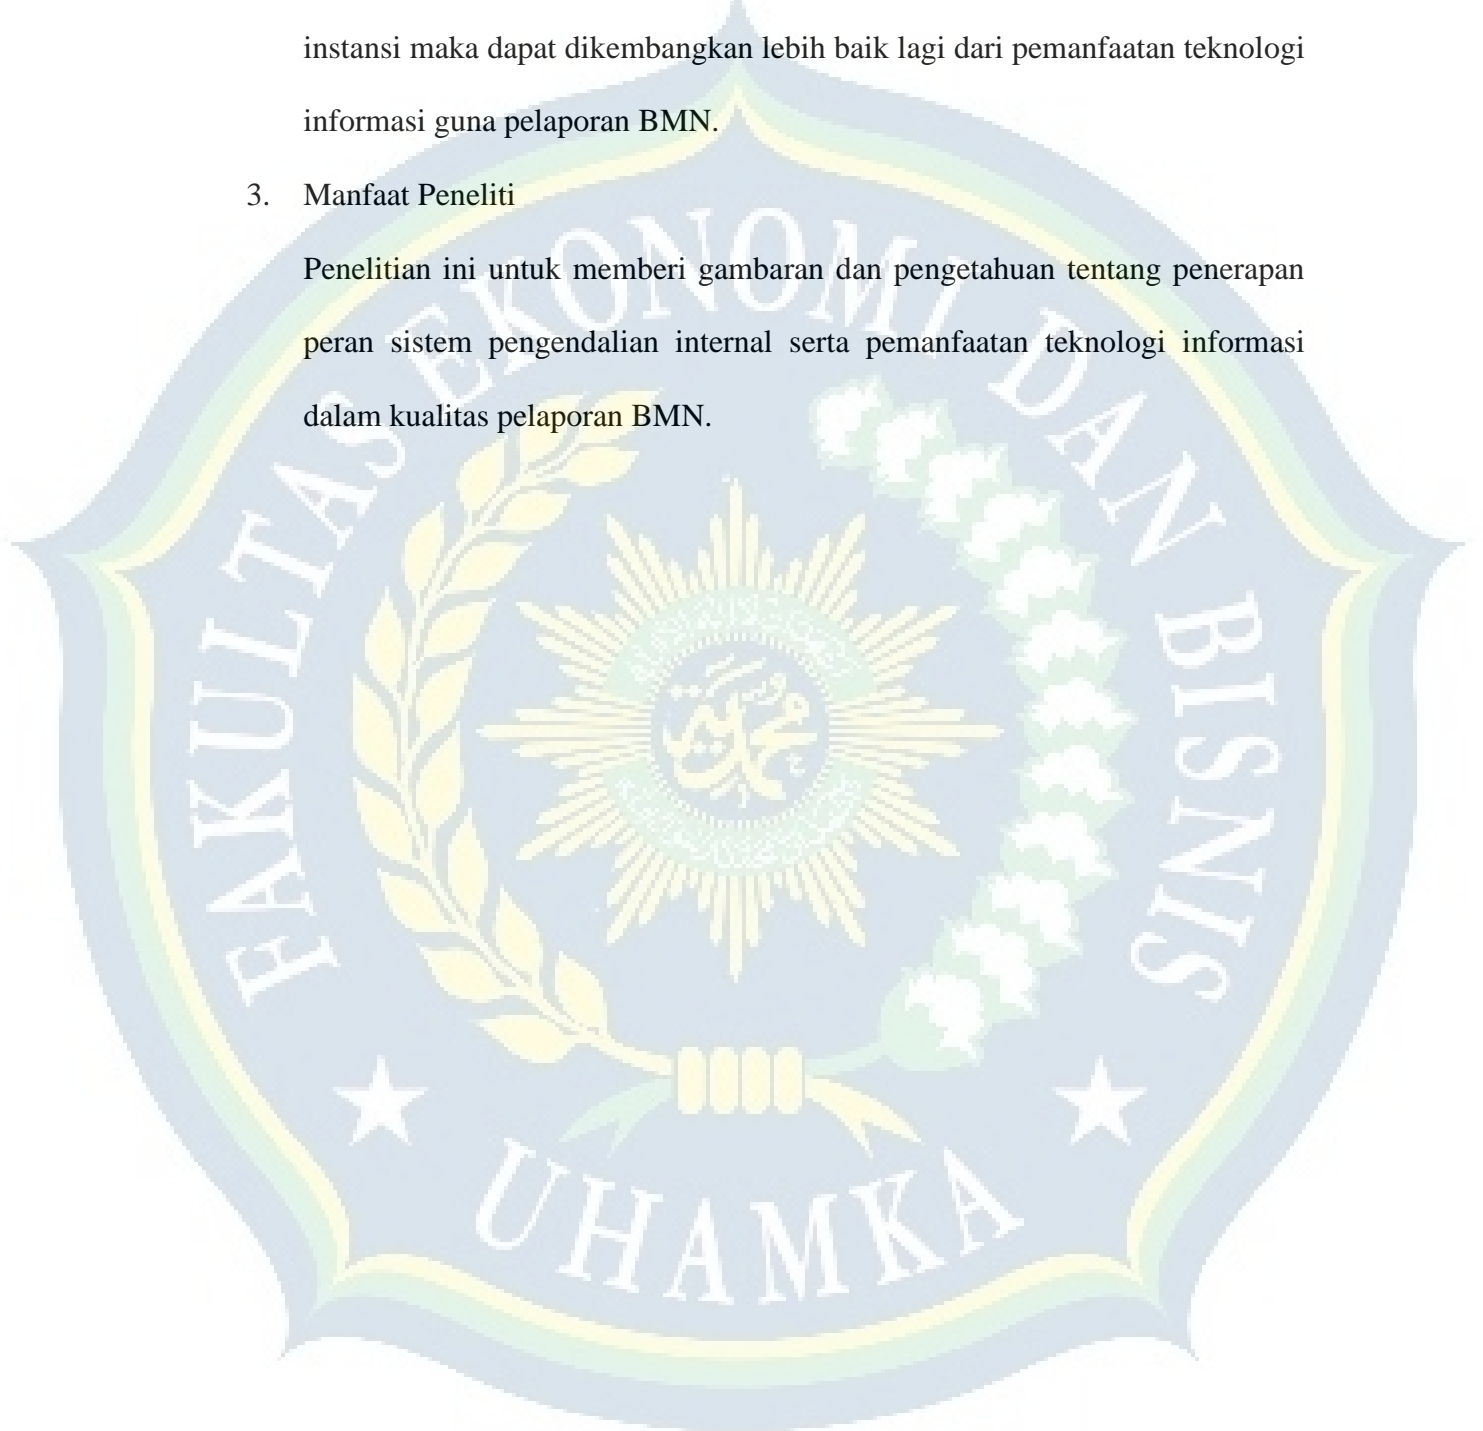 instansi maka dapat dikembangkan lebih baik lagi dari pemanfaatan teknologi
informasi guna pelaporan BMN.
3. Manfaat Peneliti
Penelitian ini untuk memberi gambaran dan pengetahuan tentang penerapan
peran sistem pengendalian internal serta pemanfaatan teknologi informasi
dalam kualitas pelaporan BMN.
FAKULTAS EKONOMI DAN BISNIS
محمدية
UHAMKA